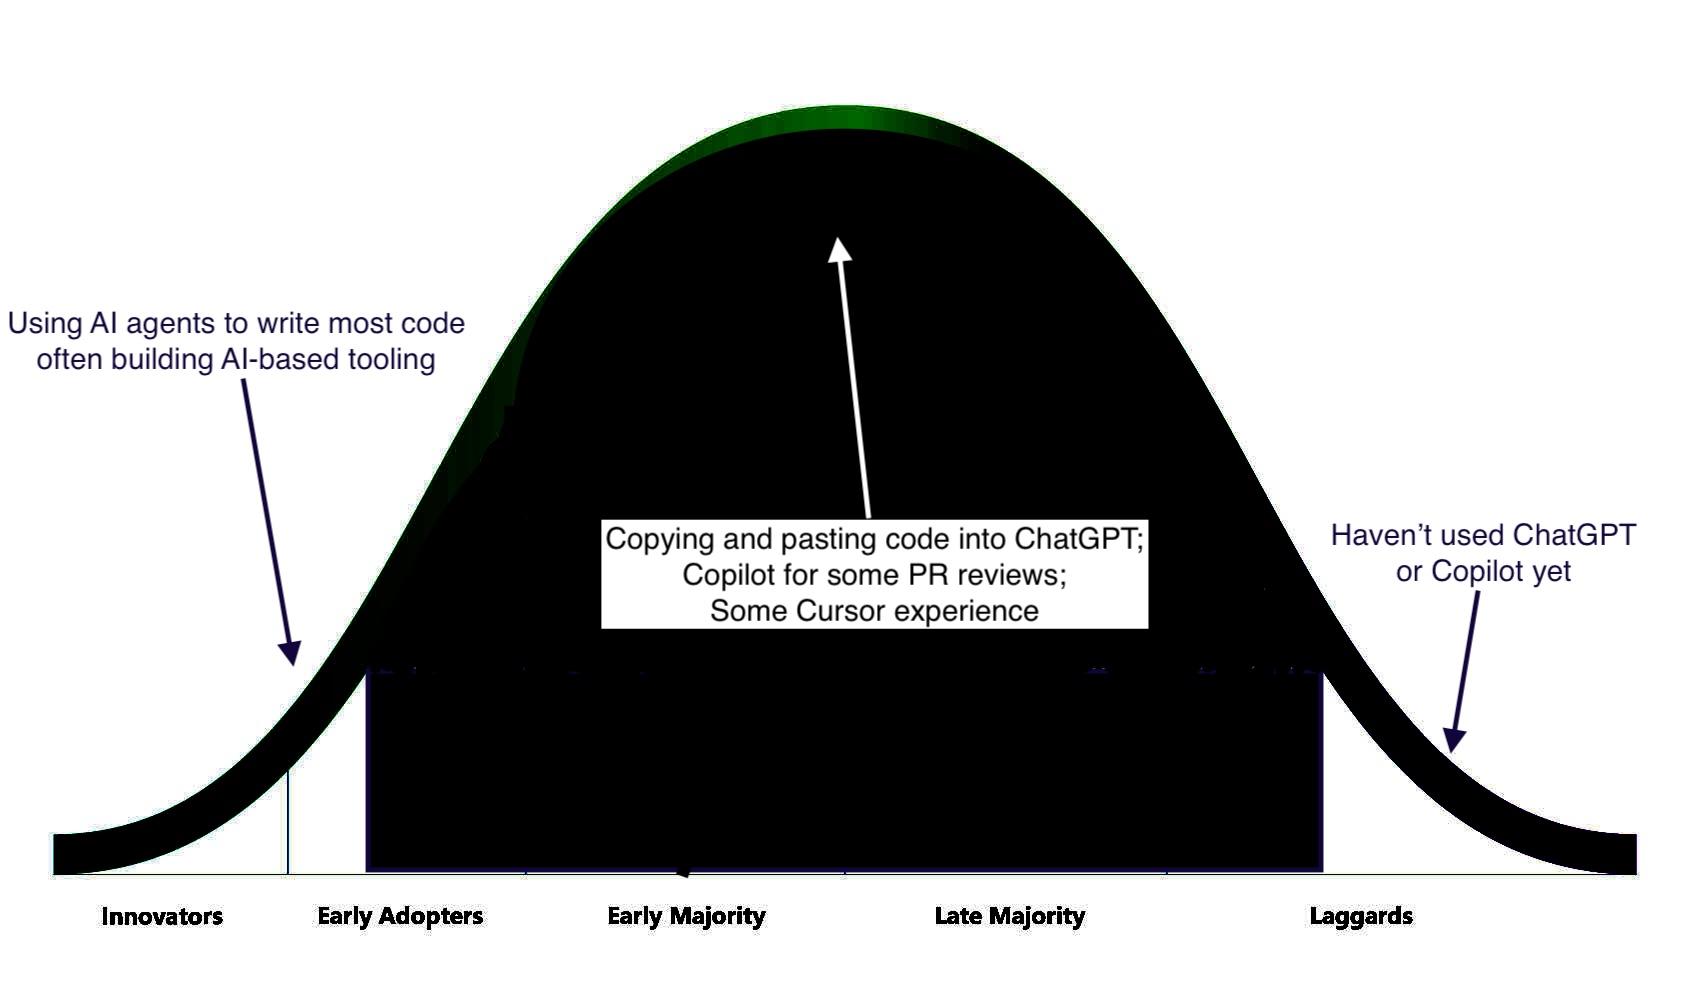 Using AI agents to write most code
often building AI-based tooling
Copying and pasting code into ChatGPT;
Copilot for some PR reviews;
Some Cursor experience
Haven’t used ChatGPT
or Copilot yet
Innovators
Early Adopters
Early Majority
Late Majority
Laggards